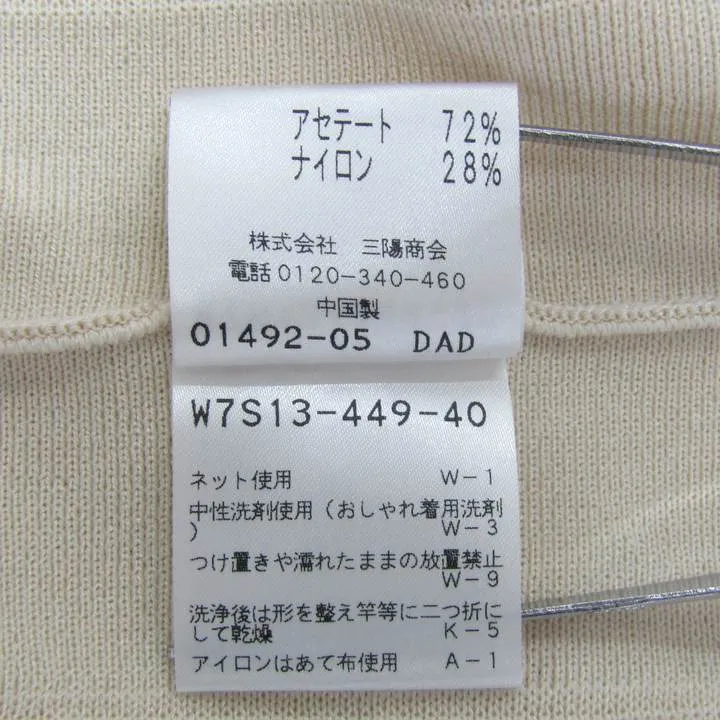 アセテート 72%
ナイロン 28%
株式会社 三陽商会
電話0120-340-460
中国製
01492-05 DAD
W7S13-449-40
ネット使用 W-1
中性洗剤使用（おしゃれ着用洗剤
） W-3
つけ置きや濡れたままの放置禁止
W-9
洗浄後は形を整え竿等に二つ折に
して乾燥 K-5
アイロンはあて布使用 A-1